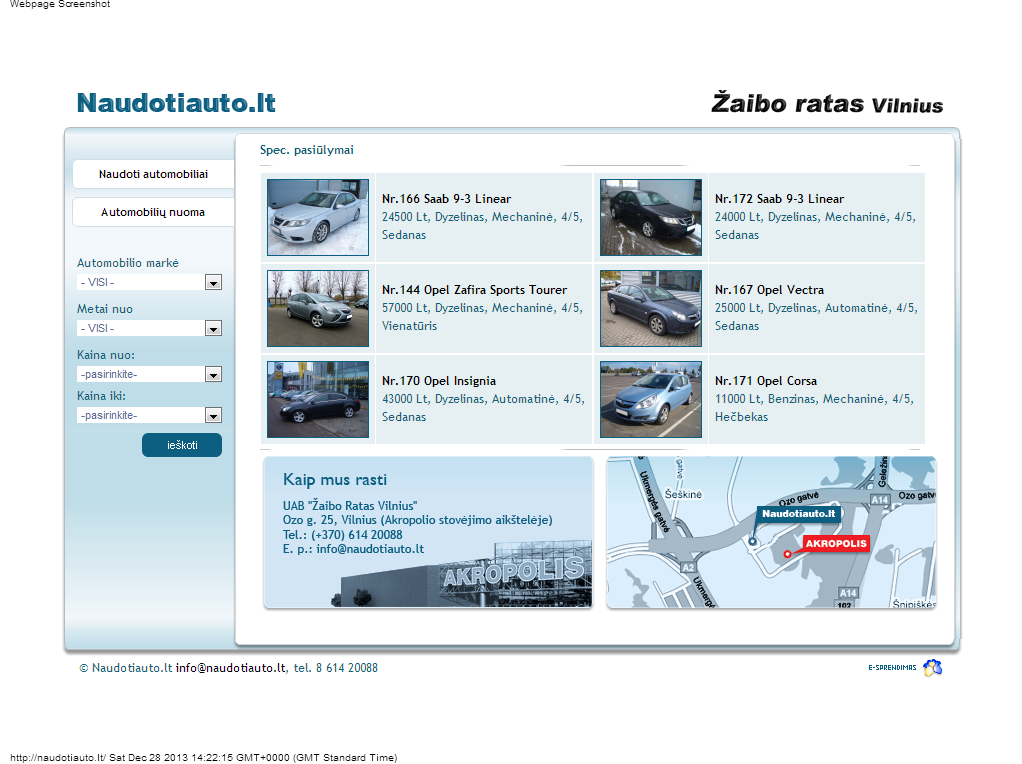 Webpage Screenshot
Naudotiauto.lt
Žaibo ratas Vilnius
Naudoti automobiliai
Automobilių nuoma
Automobilio markė
- VISI -
Metai nuo
- VISI -
Kaina nuo:
-pasirinkite-
Kaina iki:
-pasirinkite-
ieškoti
Spec. pasiūlymai
Nr.166 Saab 9-3 Linear
24500 Lt, Dyzelinas, Mechaninė, 4/5,
Sedanas
Nr.172 Saab 9-3 Linear
24000 Lt, Dyzelinas, Mechaninė, 4/5,
Sedanas
Nr.144 Opel Zafira Sports Tourer
57000 Lt, Dyzelinas, Mechaninė, 4/5,
Vienatūris
Nr.167 Opel Vectra
25000 Lt, Dyzelinas, Automatinė, 4/5,
Sedanas
Nr.170 Opel Insignia
43000 Lt, Dyzelinas, Automatinė, 4/5,
Sedanas
Nr.171 Opel Corsa
11000 Lt, Benzinas, Mechaninė, 4/5,
Hečbekas
Kaip mus rasti
UAB "Žaibo Ratas Vilnius"
Ozo g. 25, Vilnius (Akropolio stovėjimo aikštelėje)
Tel.: (+370) 614 20088
E. p.: info@naudotiauto.lt
AKROPOLIS
Ukmergės gatvė
gatvė
Šeškinė
Ozo gatvė
Geležin
A14
Ozo gatv
Naudotiauto.lt
AKROPOLIS
A2
Ukmergė
A14
102
Šnipiškės
© Naudotiauto.lt info@naudotiauto.lt, tel. 8 614 20088
E-SPRENDIMAS
http://naudotiauto.lt/ Sat Dec 28 2013 14:22:15 GMT+0000 (GMT Standard Time)